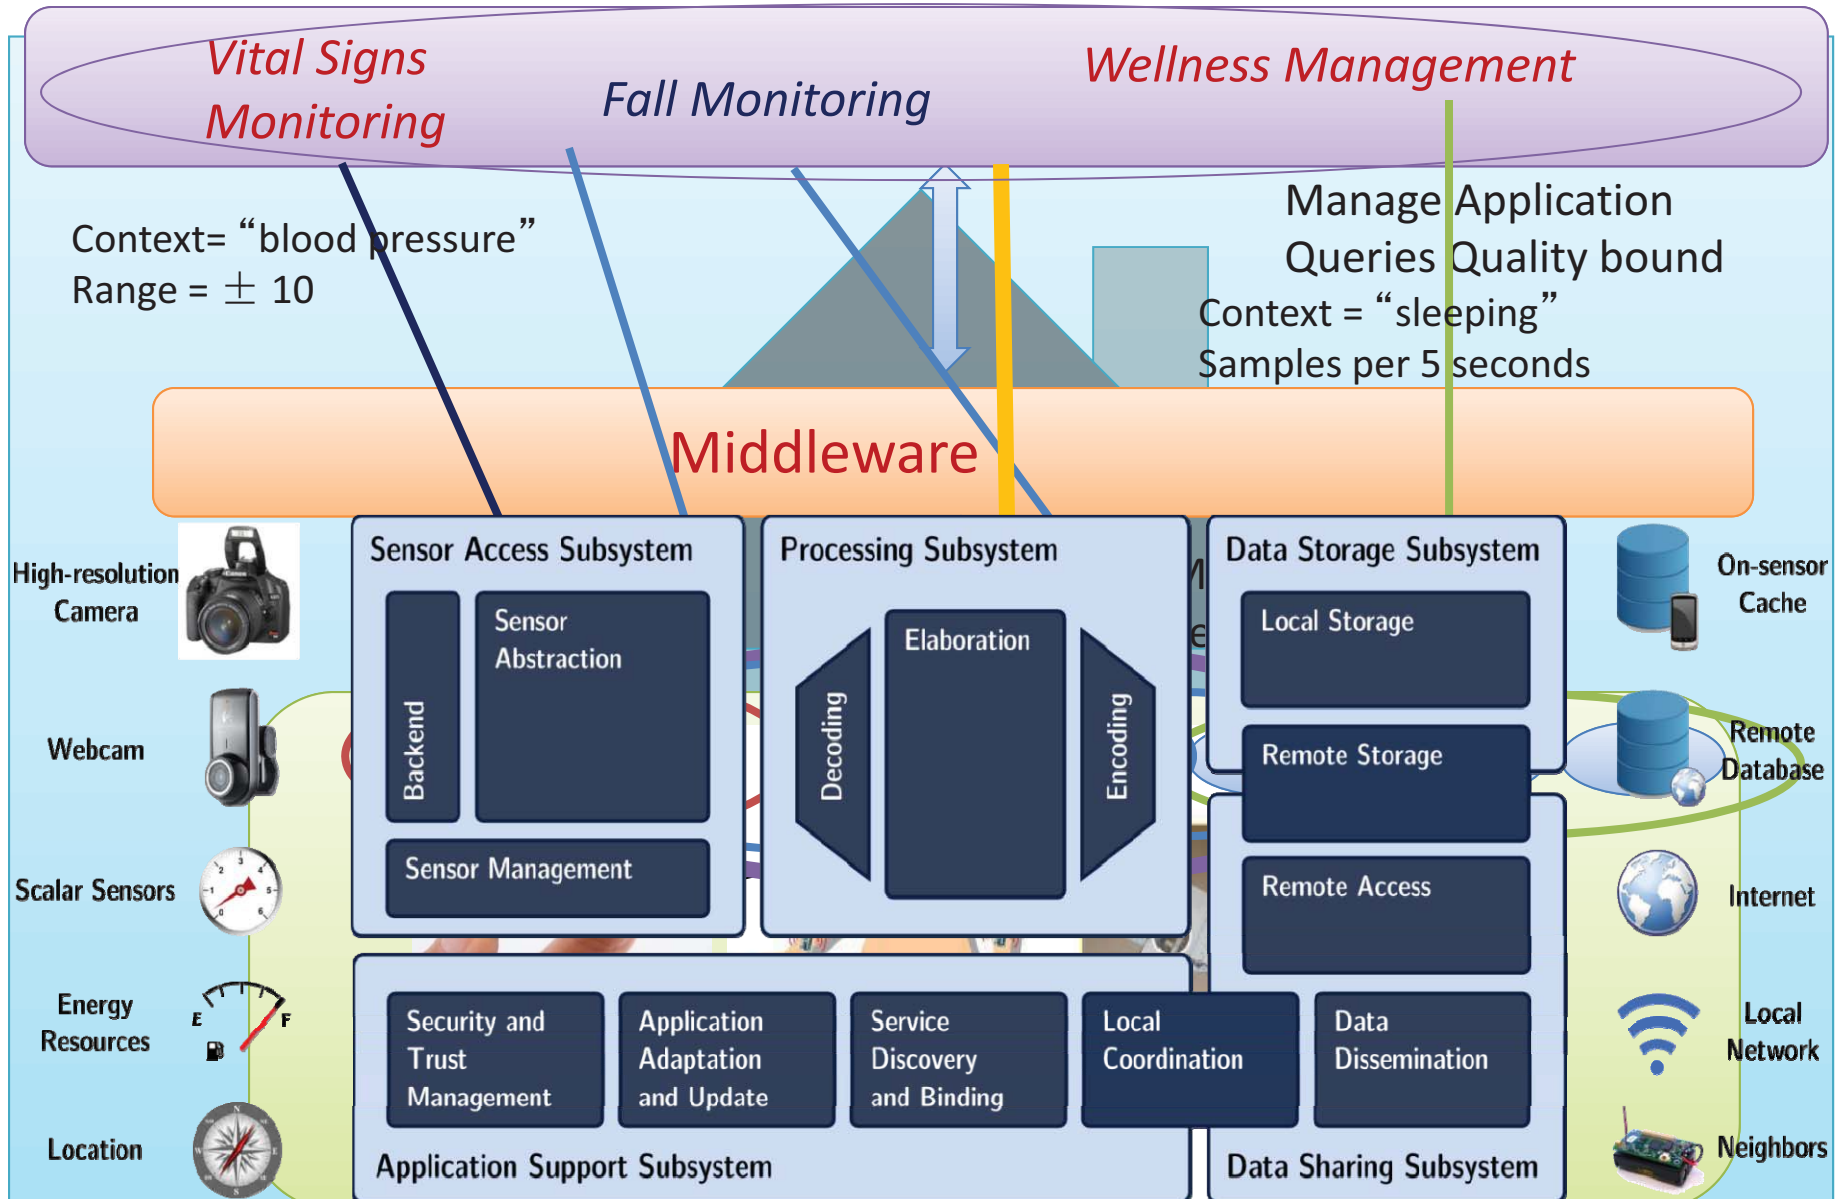 Vital Signs
Monitoring
Fall Monitoring
Wellness Management
Context= “blood pressure”
Range = ± 10
Manage Application
Queries Quality bound
Context = “sleeping”
Samples per 5 seconds
Middleware
High-resolution
Camera
Webcam
Scalar Sensors
Energy
Resources
E
F
Location
Sensor Access Subsystem
Backend
Sensor
Abstraction
Sensor Management
Processing Subsystem
Decoding
Elaboration
Encoding
Data Storage Subsystem
Local Storage
Remote Storage
Remote Access
Security and
Trust
Management
Application
Adaptation
and Update
Service
Discovery
and Binding
Local
Coordination
Data
Dissemination
Application Support Subsystem
Data Sharing Subsystem
On-sensor
Cache
Remote
Database
Internet
Local
Network
Neighbors